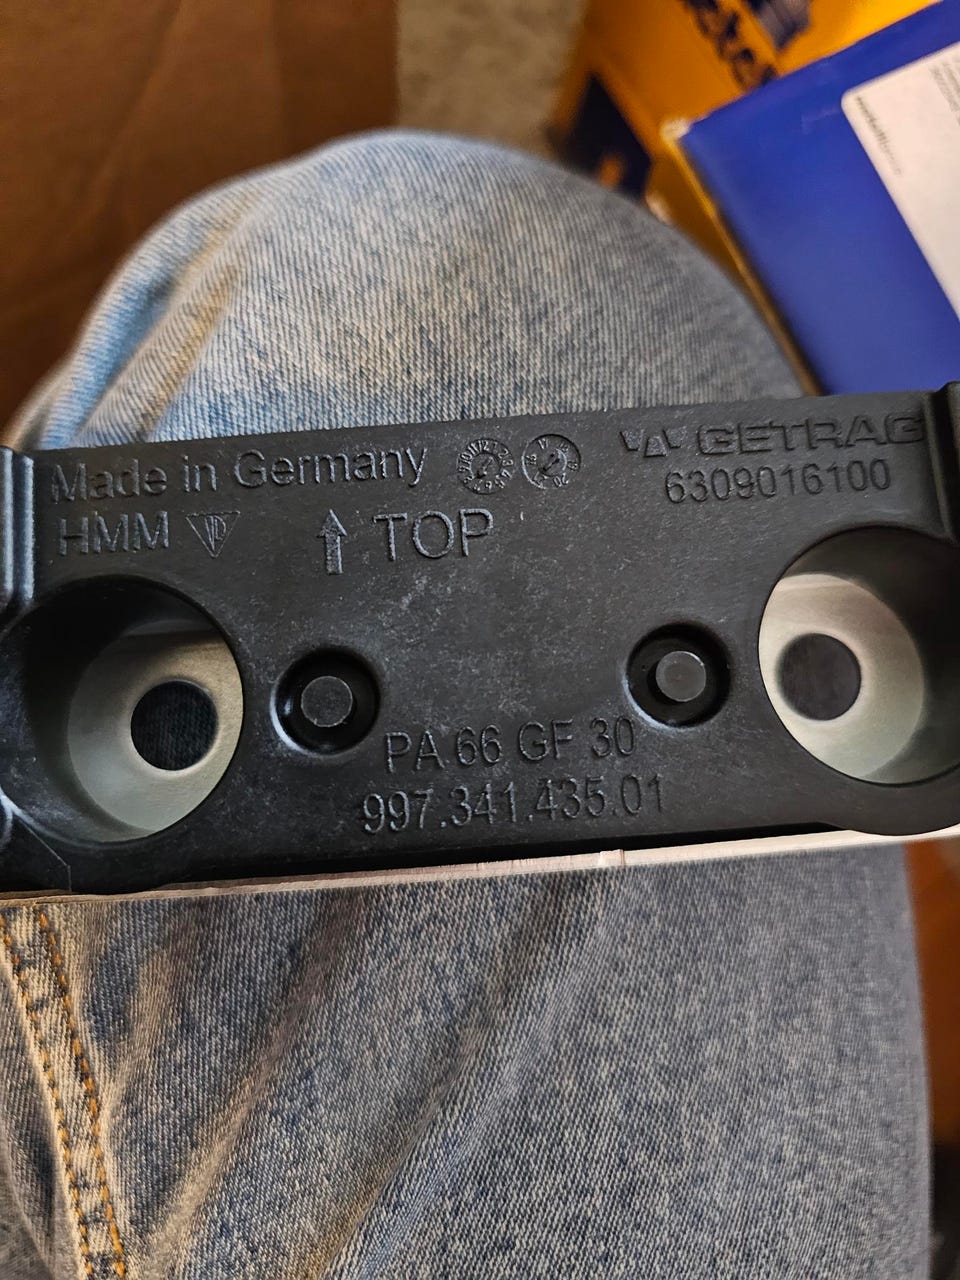 Made in Germany
GETRAG
6309016100
HMM
↑ TOP
PA 66 GF 30
997.341.435.01